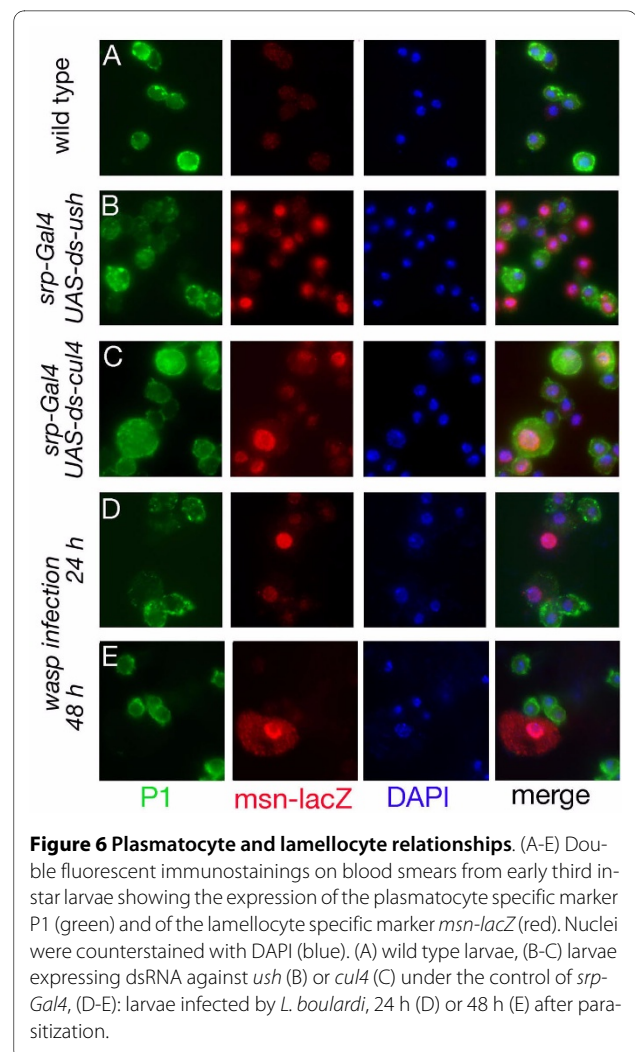 A
wild type
B
srp-Gal4
UAS-ds-ush
C
srp-Gal4
UAS-ds-cul4
D
wasp infection
24 h
E
48 h
P1
msn-lacZ
DAPI
merge
Figure 6 Plasmatocyte and lamellocyte relationships. (A-E) Dou-
ble fluorescent immunostainings on blood smears from early third in-
star larvae showing the expression of the plasmatocyte specific marker
P1 (green) and of the lamellocyte specific marker msn-lacZ (red). Nuclei
were counterstained with DAPI (blue). (A) wild type larvae, (B-C) larvae
expressing dsRNA against ush (B) or cul4 (C) under the control of srp-
Gal4, (D-E): larvae infected by L. boulardi, 24 h (D) or 48 h (E) after para-
sitization.